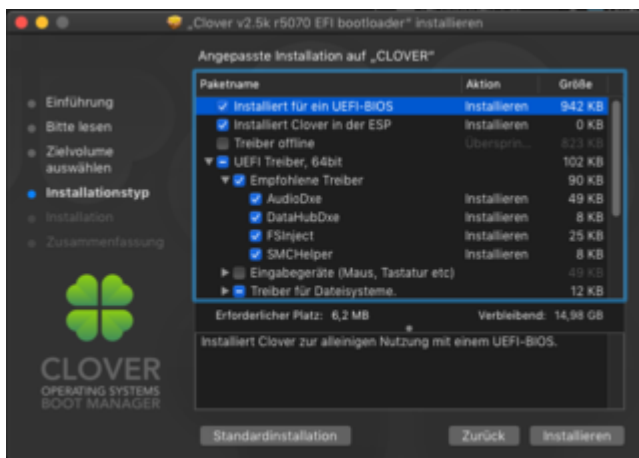 „Clover v2.5k r5070 EFI bootloader“ installieren
Angepasste Installation auf „CLOVER“
Paketname Aktion Größe
Installiert für ein UEFI-BIOS Installieren 942 KB
Installiert Clover in der ESP Installieren 0 KB
Treiber offline Übersprin... 823 KB
UEFI Treiber, 64bit 102 KB
Empfohlene Treiber 90 KB
AudioDxe Installieren 49 KB
DataHubDxe Installieren 8 KB
FSInject Installieren 25 KB
SMCHelper Installieren 8 KB
Eingabegeräte (Maus, Tastatur etc) 49 KB
Treiber für Dateisysteme. 12 KB
Einführung
Bitte lesen
Zielvolume
auswählen
Installationstyp
Installation
Zusammenfassung
Erforderlicher Platz: 6,2 MB Verbleibend: 14,98 GB
Installiert Clover zur alleinigen Nutzung mit einem UEFI-BIOS.
CLOVER
OPERATING SYSTEMS
BOOT MANAGER
Standardinstallation Zurück Installieren